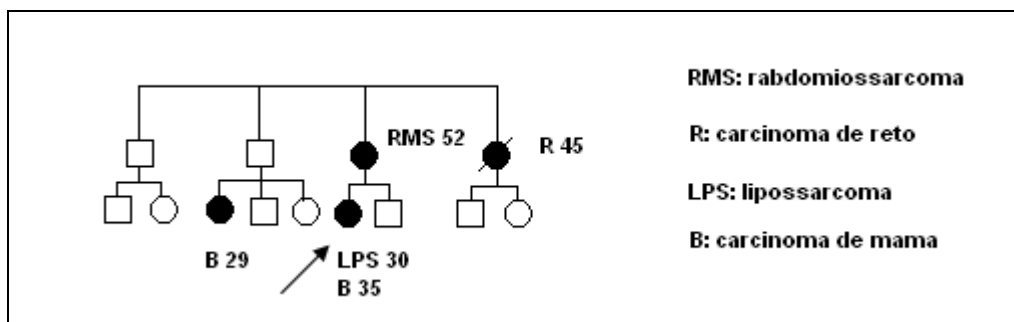 RMS: rabdomiossarcoma
RMS 52
R 45
R: carcinoma de reto
LPS: lipossarcoma
B: carcinoma de mama
B 29
LPS 30
B 35